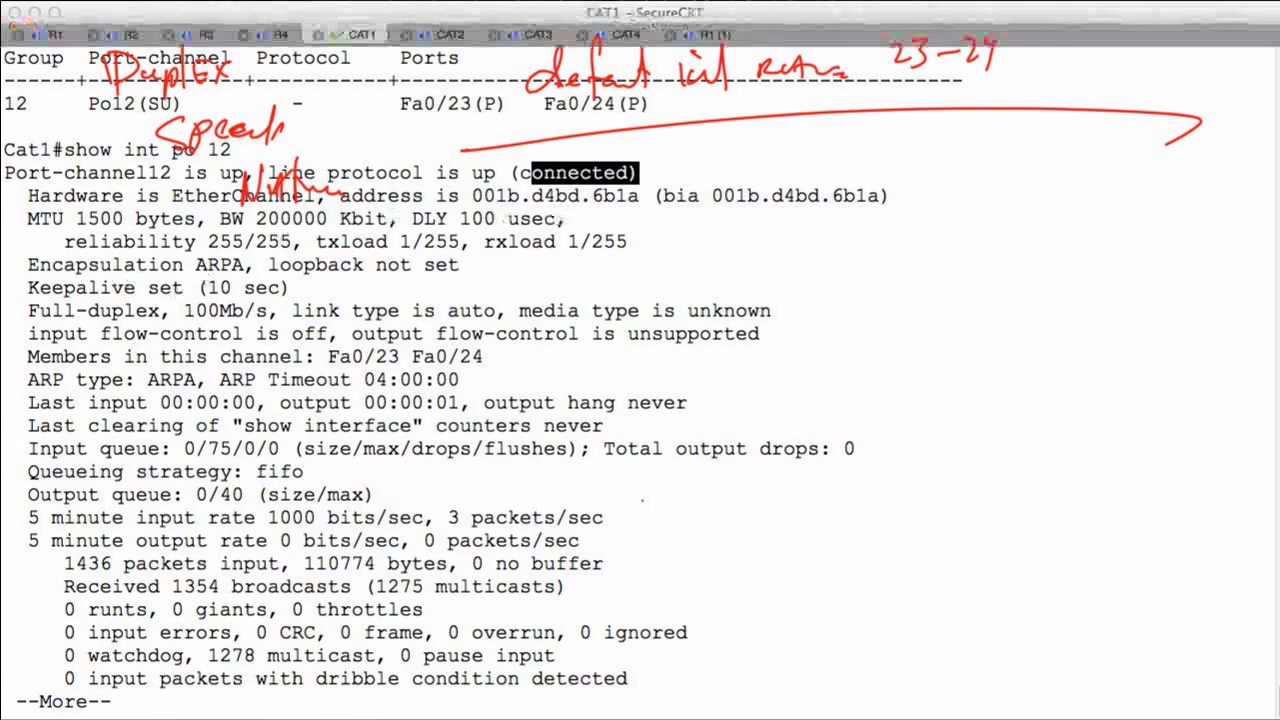 CAT1 - SecureCRT
R1 R2 R3 R4 CAT1 CAT2 CAT3 CAT4 R1 (1)
Group Port-channel Protocol Ports
Duplex 23-24
------+-------------+-----------+-----------------------------------------------
12 Po12(SU) - Fa0/23(P) Fa0/24(P)
Speed
Cat1#show int po 12
Port-channel12 is up, line protocol is up (connected)
Hardware is EtherChannel, address is 001b.d4bd.6b1a (bia 001b.d4bd.6b1a)
MTU 1500 bytes, BW 200000 Kbit, DLY 100 usec,
reliability 255/255, txload 1/255, rxload 1/255
Encapsulation ARPA, loopback not set
Keepalive set (10 sec)
Full-duplex, 100Mb/s, link type is auto, media type is unknown
input flow-control is off, output flow-control is unsupported
Members in this channel: Fa0/23 Fa0/24
ARP type: ARPA, ARP Timeout 04:00:00
Last input 00:00:00, output 00:00:01, output hang never
Last clearing of "show interface" counters never
Input queue: 0/75/0/0 (size/max/drops/flushes); Total output drops: 0
Queueing strategy: fifo
Output queue: 0/40 (size/max)
5 minute input rate 1000 bits/sec, 3 packets/sec
5 minute output rate 0 bits/sec, 0 packets/sec
1436 packets input, 110774 bytes, 0 no buffer
Received 1354 broadcasts (1275 multicasts)
0 runts, 0 giants, 0 throttles
0 input errors, 0 CRC, 0 frame, 0 overrun, 0 ignored
0 watchdog, 1278 multicast, 0 pause input
0 input packets with dribble condition detected
--More--